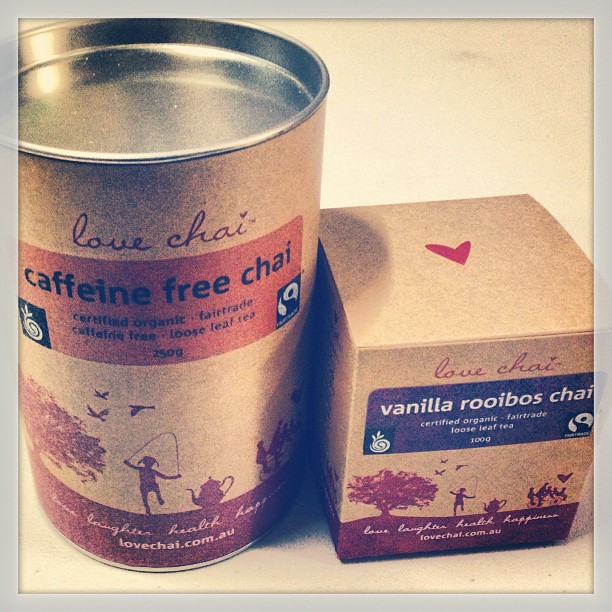 love chai™
caffeine free chai
certified organic · fairtrade
caffeine free · loose leaf tea
250g
love laughter health happiness
lovechai.com.au
love chai™
vanilla rooibos chai
certified organic · fairtrade
loose leaf tea
100g
FAIRTRADE
love laughter health happiness
lovechai.com.au